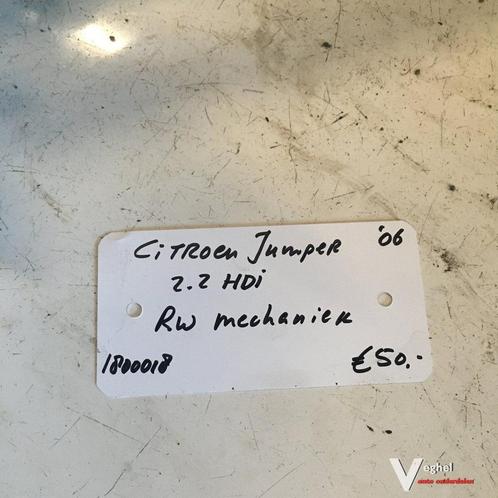 CiTROEN Jumper '06
2.2 HDi
RW mechaniek
1800018 €50.-
Veghel
auto onderdelen